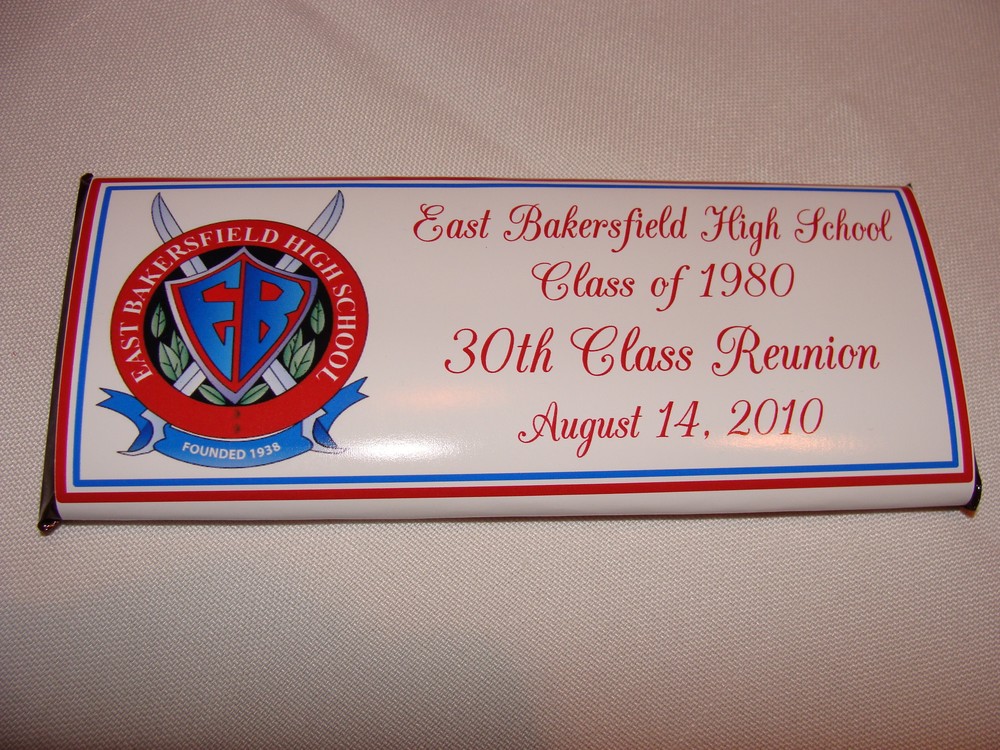 EAST BAKERSFIELD HIGH SCHOOL
EB
FOUNDED 1938
East Bakersfield High School
Class of 1980
30th Class Reunion
August 14, 2010